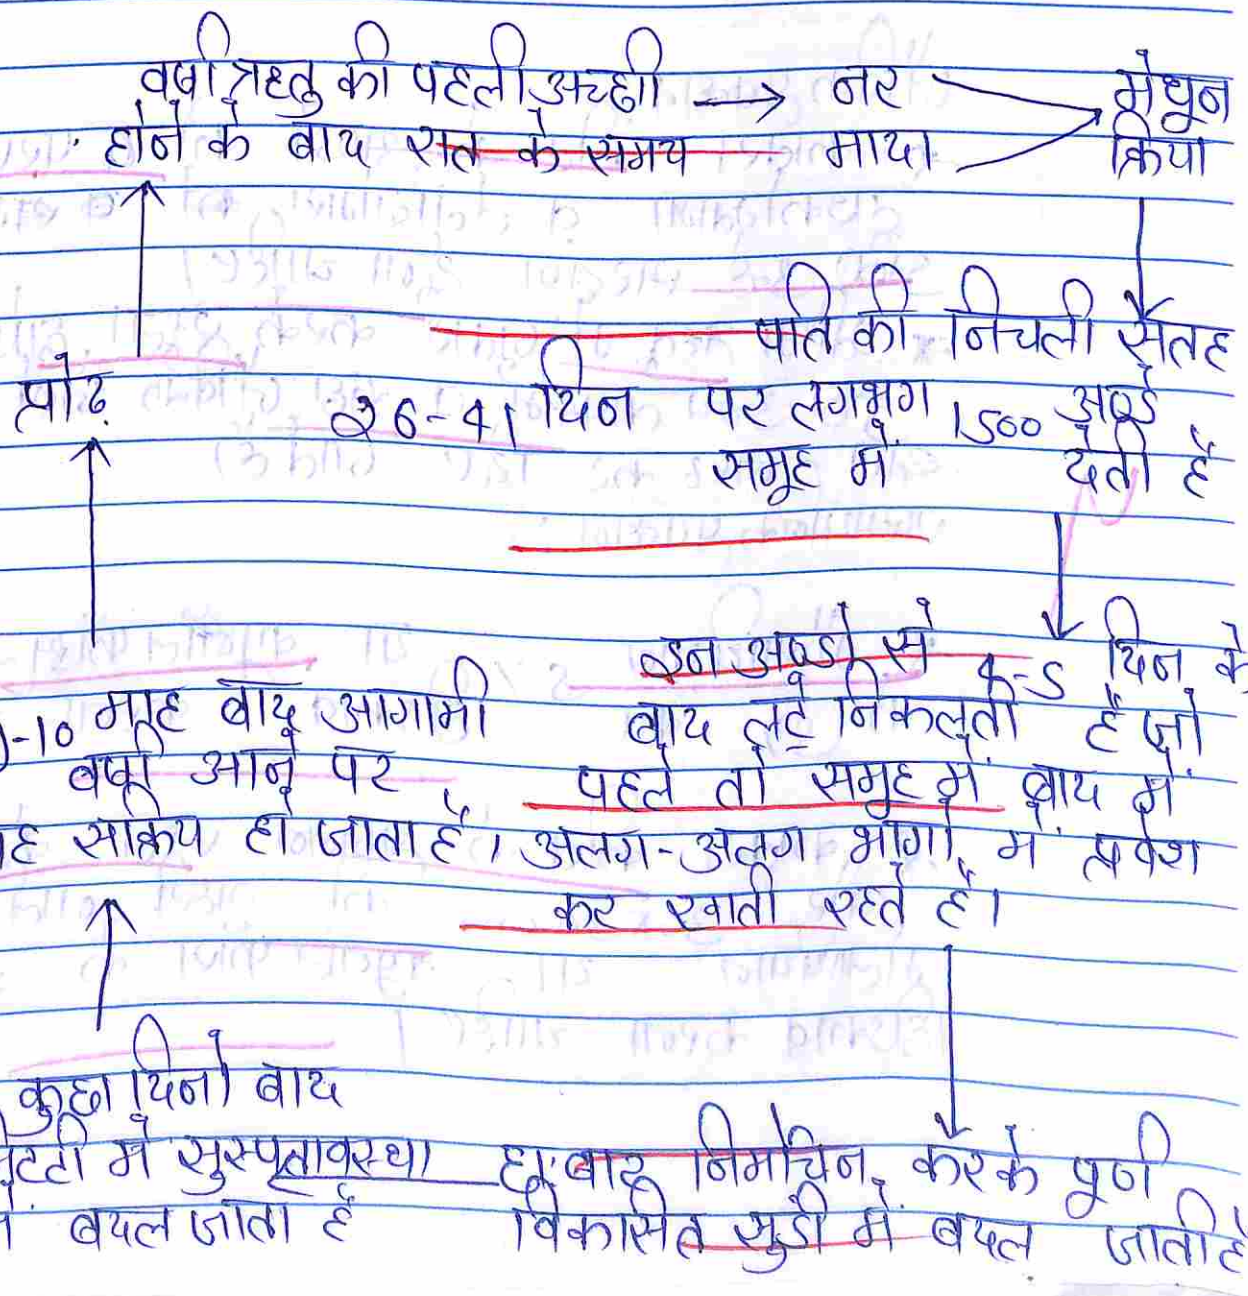 वर्षा ऋतु की पहली अच्छी → नर मैथुन
होने के बाद रात के समय मादा क्रिया
पति की निचली सतह
प्रोढ़ 26-41 दिन पर लगभग 1500 अण्डे
समूह में देती है
इन अण्डो से 4-5 दिन के
-10 माह बाद आगामी बाद लटे निकलती है जो
वर्षा आने पर पहले तो समूह में बाद में
सक्रिय हो जाता है। अलग-अलग भागो में प्रवेश
कर खाती रहते है।
कुछ दिनो बाद
में सुस्पृतावस्था छः बार निर्मोचन करके पूर्ण
बदल जाता है विकासित सुडी में बदल जाती है